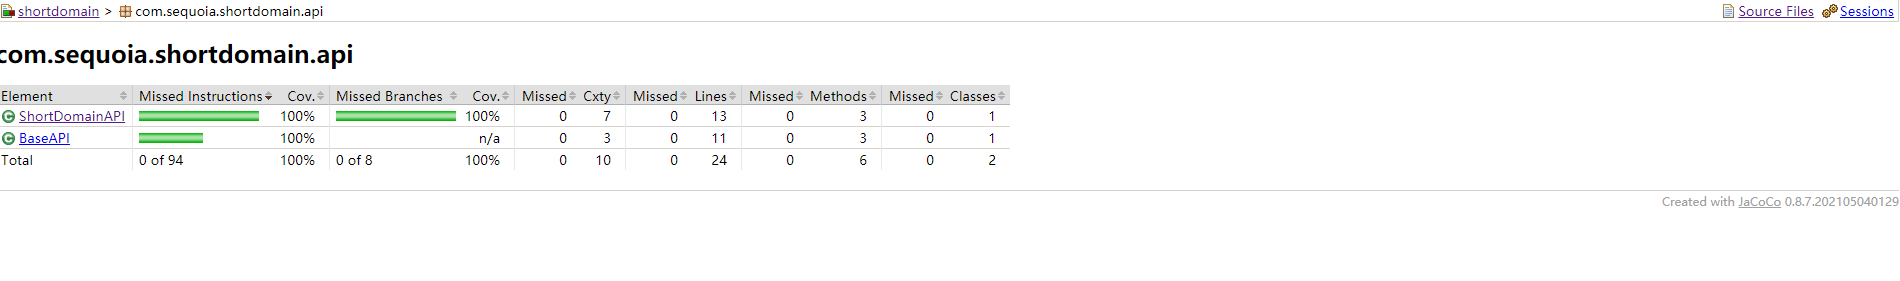 shortdomain > com.sequoia.shortdomain.api Source Files Sessions
com.sequoia.shortdomain.api
Element Missed Instructions Cov. Missed Branches Cov. Missed Cxty Missed Lines Missed Methods Missed Classes
ShortDomainAPI 100% 100% 0 7 0 13 0 3 0 1
BaseAPI 100% n/a 0 3 0 11 0 3 0 1
Total 0 of 94 100% 0 of 8 100% 0 10 0 24 0 6 0 2
Created with JaCoCo 0.8.7.202105040129